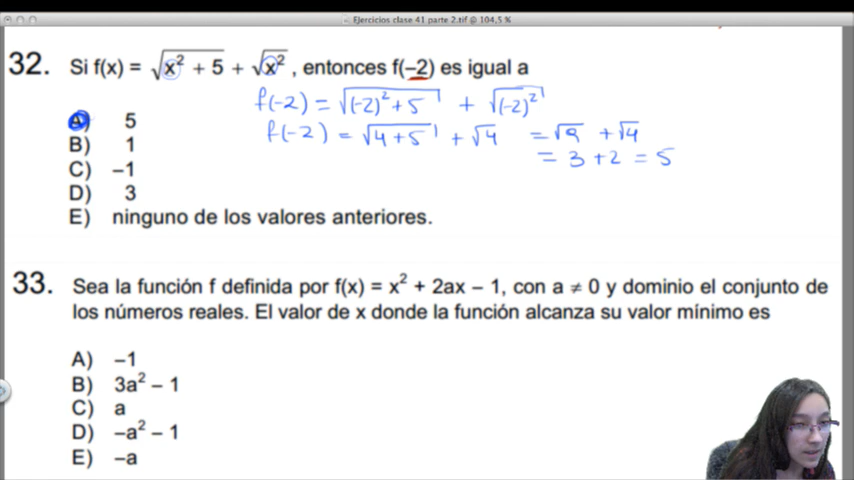 Ejercicios clase 41 parte 2.tif @ 104,5 %
32. Si f(x) = √(x² + 5) + √(x²), entonces f(−2) es igual a
f(-2) = √((-2)² + 5) + √((-2)²)
f(-2) = √(4+5) + √4 = √9 + √4
= 3 + 2 = 5
A) 5
B) 1
C) −1
D) 3
E) ninguno de los valores anteriores.
33. Sea la función f definida por f(x) = x² + 2ax − 1, con a ≠ 0 y dominio el conjunto de
los números reales. El valor de x donde la función alcanza su valor mínimo es
A) −1
B) 3a² − 1
C) a
D) −a² − 1
E) −a